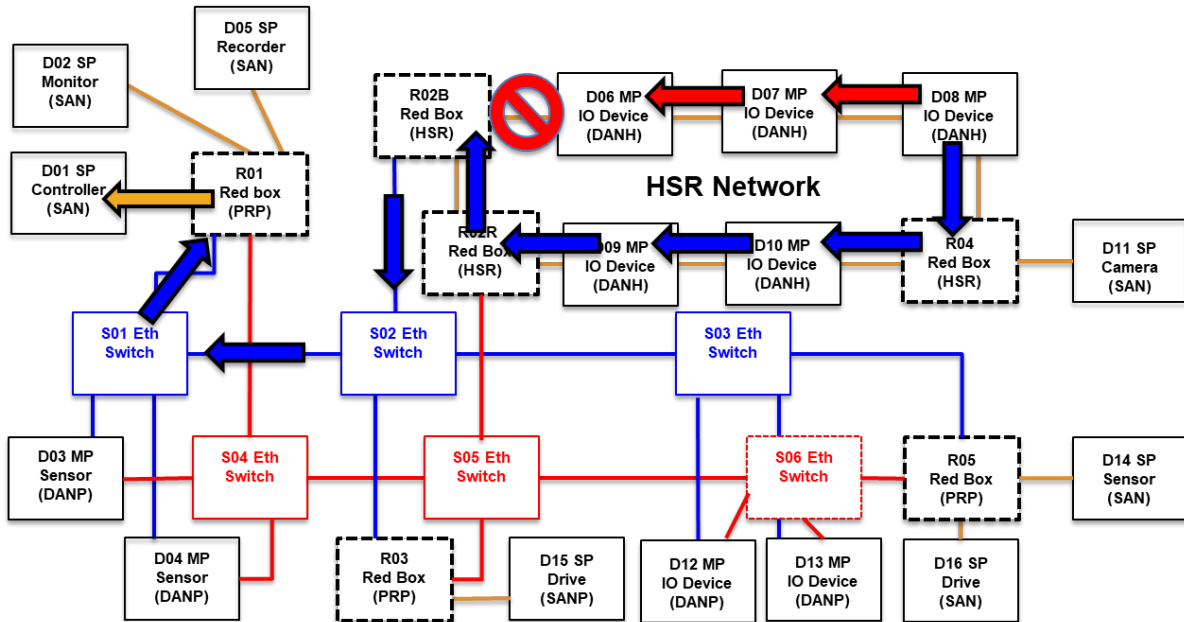 D05 SP
Recorder
(SAN)
D02 SP
Monitor
(SAN)
R02B
Red Box
(HSR)
D06 MP
IO Device
(DANH)
D07 MP
IO Device
(DANH)
D08 MP
IO Device
(DANH)
D01 SP
Controller
(SAN)
R01
Red box
(PRP)
HSR Network
R02R
Red Box
(HSR)
D09 MP
IO Device
(DANH)
D10 MP
IO Device
(DANH)
R04
Red Box
(HSR)
D11 SP
Camera
(SAN)
S01 Eth
Switch
S02 Eth
Switch
S03 Eth
Switch
D03 MP
Sensor
(DANP)
S04 Eth
Switch
S05 Eth
Switch
S06 Eth
Switch
R05
Red Box
(PRP)
D14 SP
Sensor
(SAN)
D04 MP
Sensor
(DANP)
R03
Red Box
(PRP)
D15 SP
Drive
(SANP)
D12 MP
IO Device
(DANP)
D13 MP
IO Device
(DANP)
D16 SP
Drive
(SAN)